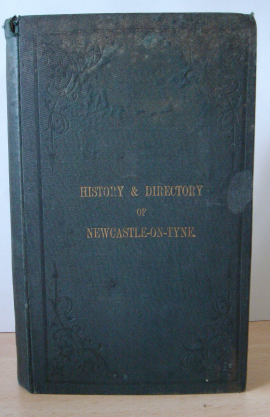 HISTORY & DIRECTORY
OF
NEWCASTLE-ON-TYNE.